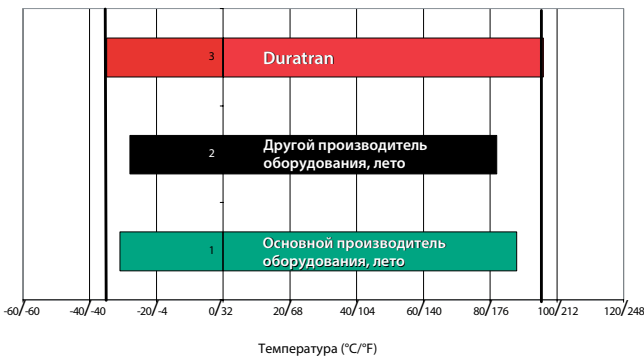 3 Duratran
2 Другой производитель
оборудования, лето
1 Основной производитель
оборудования, лето
-60/-60 -40/-40 -20/-4 0/32 20/68 40/104 60/140 80/176 100/212 120/248
Температура (°C/°F)